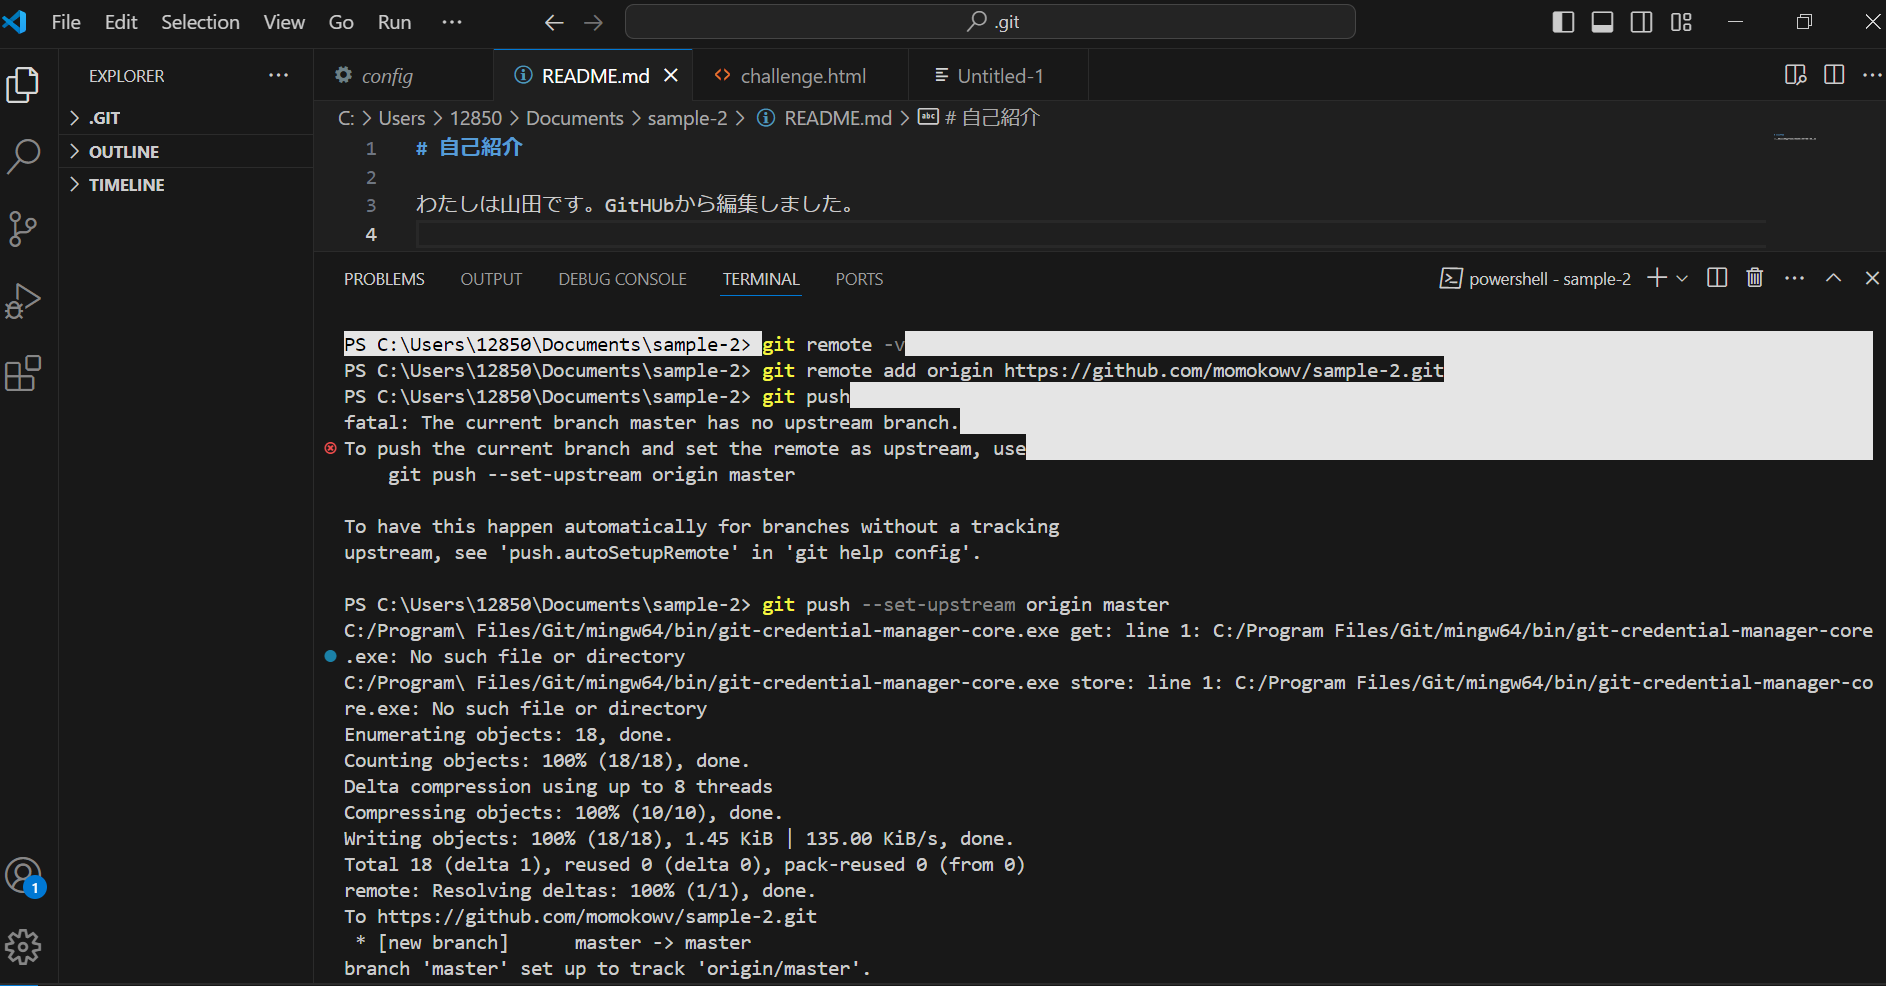 File Edit Selection View Go Run ···
.git
EXPLORER ···
.GIT
OUTLINE
TIMELINE
config README.md challenge.html Untitled-1
C: > Users > 12850 > Documents > sample-2 > README.md > abc # 自己紹介
1 # 自己紹介
2
3 わたしは山田です。GitHUbから編集しました。
4
PROBLEMS OUTPUT DEBUG CONSOLE TERMINAL PORTS
powershell - sample-2
PS C:\Users\12850\Documents\sample-2> git remote -v
PS C:\Users\12850\Documents\sample-2> git remote add origin https://github.com/momokowv/sample-2.git
PS C:\Users\12850\Documents\sample-2> git push
fatal: The current branch master has no upstream branch.
To push the current branch and set the remote as upstream, use
git push --set-upstream origin master
To have this happen automatically for branches without a tracking
upstream, see 'push.autoSetupRemote' in 'git help config'.
PS C:\Users\12850\Documents\sample-2> git push --set-upstream origin master
C:/Program\ Files/Git/mingw64/bin/git-credential-manager-core.exe get: line 1: C:/Program Files/Git/mingw64/bin/git-credential-manager-core
.exe: No such file or directory
C:/Program\ Files/Git/mingw64/bin/git-credential-manager-core.exe store: line 1: C:/Program Files/Git/mingw64/bin/git-credential-manager-co
re.exe: No such file or directory
Enumerating objects: 18, done.
Counting objects: 100% (18/18), done.
Delta compression using up to 8 threads
Compressing objects: 100% (10/10), done.
Writing objects: 100% (18/18), 1.45 KiB | 135.00 KiB/s, done.
Total 18 (delta 1), reused 0 (delta 0), pack-reused 0 (from 0)
remote: Resolving deltas: 100% (1/1), done.
To https://github.com/momokowv/sample-2.git
* [new branch] master -> master
branch 'master' set up to track 'origin/master'.
1